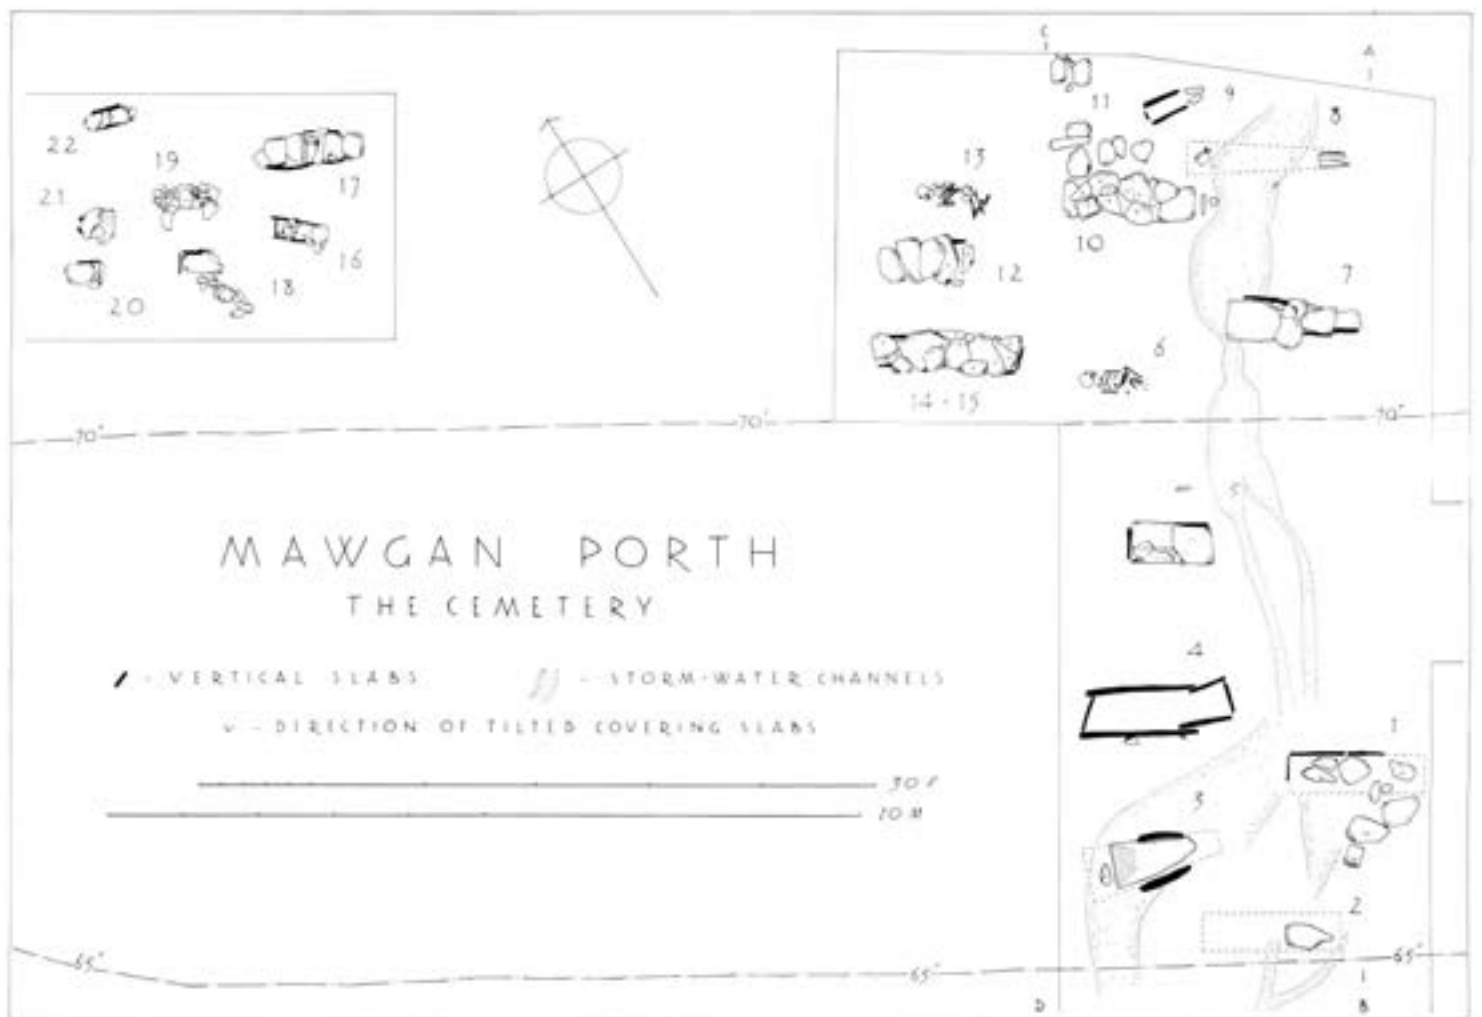 C
A
22
19
17
21
16
20
18
11
9
8
13
10
12
7
6
14 - 15
70'
70'
70'
5
MAWGAN PORTH
THE CEMETERY
- VERTICAL SLABS
- STORM-WATER CHANNELS
v - DIRECTION OF TILTED COVERING SLABS
30 F
10 M
4
1
3
2
65'
65'
65'
D
B